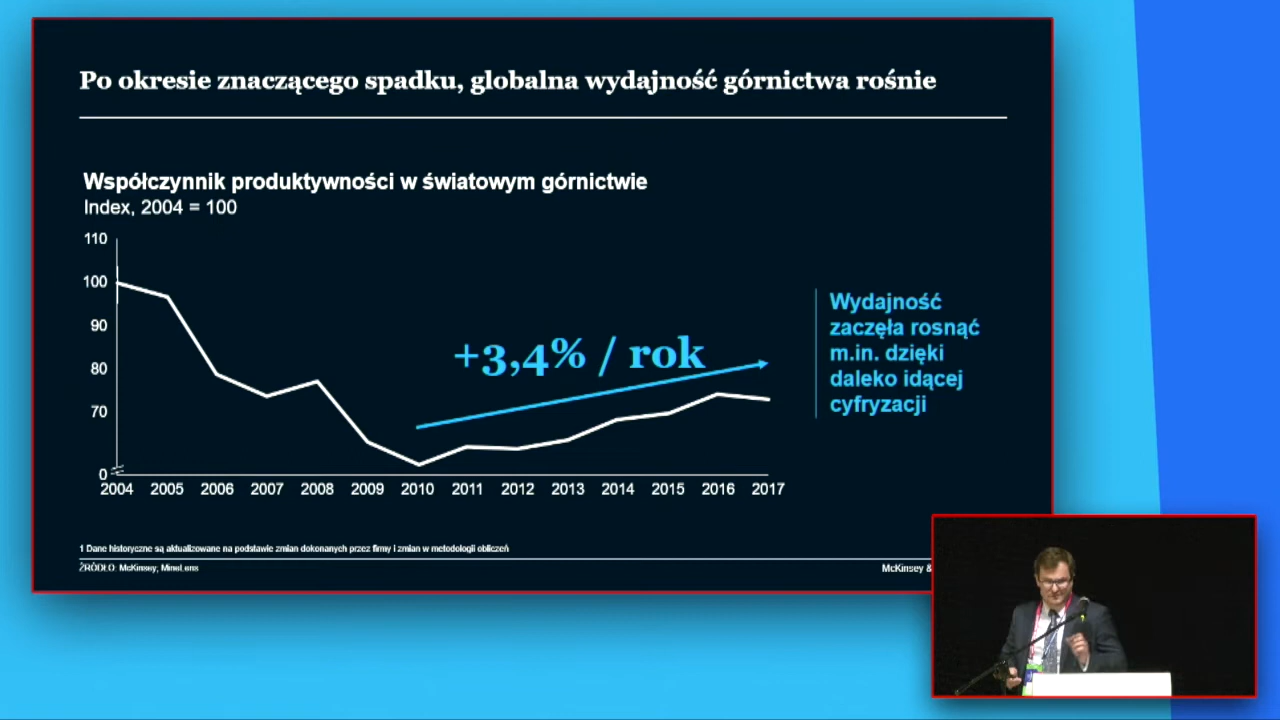 Po okresie znaczącego spadku, globalna wydajność górnictwa rośnie
Współczynnik produktywności w światowym górnictwie
Index, 2004 = 100
110
100
90
80
70
0
2004 2005 2006 2007 2008 2009 2010 2011 2012 2013 2014 2015 2016 2017
+3,4% / rok
Wydajność
zaczęła rosnąć
m.in. dzięki
daleko idącej
cyfryzacji
1 Dane historyczne są aktualizowane na podstawie zmian dokonanych przez firmy i zmian w metodologii obliczeń
ŹRÓDŁO: McKinsey; MineLens
McKinsey &